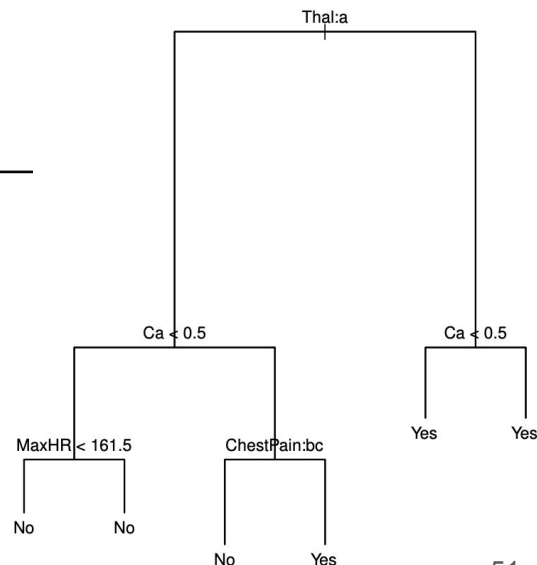 Thal:a
Ca < 0.5
Ca < 0.5
MaxHR < 161.5
ChestPain:bc
Yes
Yes
No
No
No
Yes